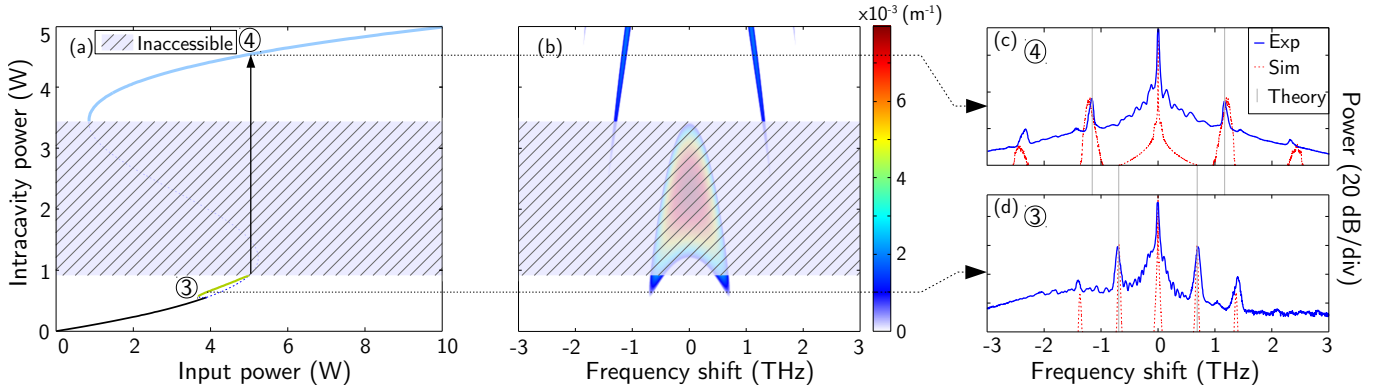 (a)
Inaccessible
④
③
5
4
3
2
1
0
0
2
4
6
8
10
Intracavity power (W)
Input power (W)
(b)
-3
-2
-1
0
1
2
3
Frequency shift (THz)
×10⁻³ (m⁻¹)
6
4
2
0
(c)
④
Exp
Sim
Theory
(d)
③
-3
-2
-1
0
1
2
3
Frequency shift (THz)
Power (20 dB/div)